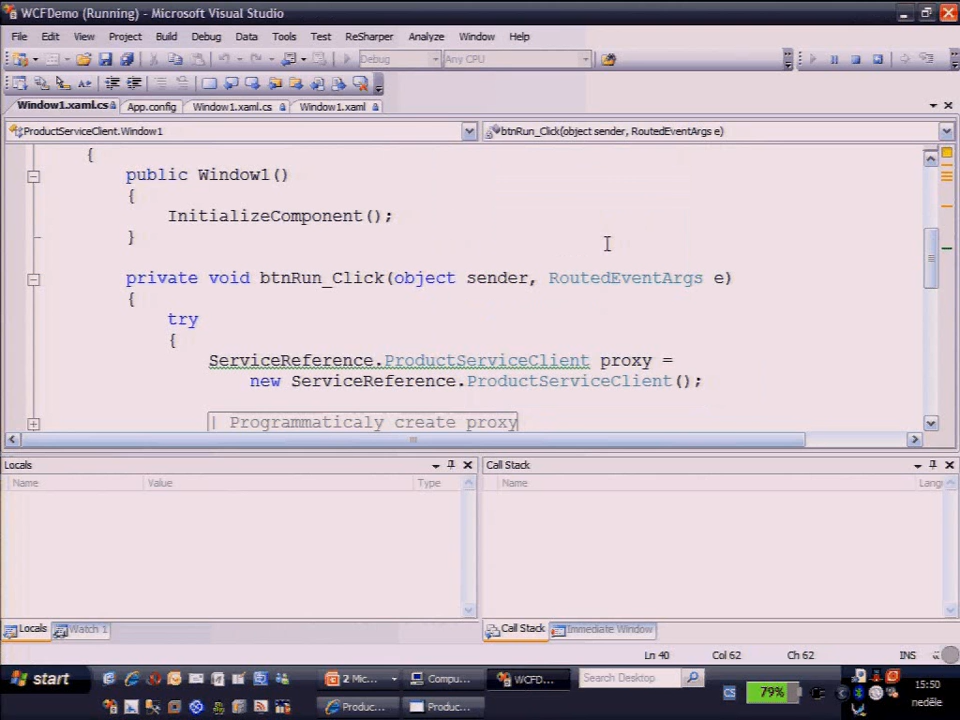 WCFDemo (Running) - Microsoft Visual Studio
File Edit View Project Build Debug Data Tools Test ReSharper Analyze Window Help
Debug Any CPU
Window1.xaml.cs App.config Window1.xaml.cs Window1.xaml
ProductServiceClient.Window1 btnRun_Click(object sender, RoutedEventArgs e)
{
public Window1()
{
InitializeComponent();
}
private void btnRun_Click(object sender, RoutedEventArgs e)
{
try
{
ServiceReference.ProductServiceClient proxy =
new ServiceReference.ProductServiceClient();
| Programmaticaly create proxy
Locals Call Stack
Name Value Type Name Lang
Locals Watch 1 Call Stack Immediate Window
Ln 40 Col 62 Ch 62 INS
start 2 Mic... Compu... WCFD... Search Desktop CS 79% 15:50
Produc... Produc... neděle